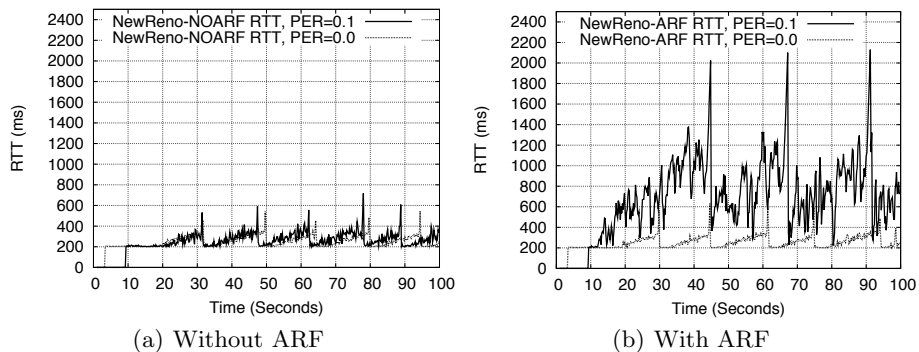 NewReno-NOARF RTT, PER=0.1
NewReno-NOARF RTT, PER=0.0
2400
2200
2000
1800
1600
1400
1200
1000
800
600
400
200
0
RTT (ms)
0 10 20 30 40 50 60 70 80 90 100
Time (Seconds)
(a) Without ARF
NewReno-ARF RTT, PER=0.1
NewReno-ARF RTT, PER=0.0
2400
2200
2000
1800
1600
1400
1200
1000
800
600
400
200
0
RTT (ms)
0 10 20 30 40 50 60 70 80 90 100
Time (Seconds)
(b) With ARF